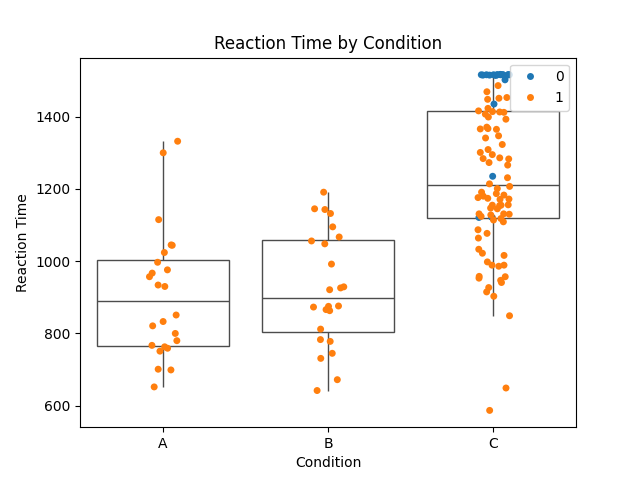 Reaction Time by Condition
0
1
1400
1200
1000
800
600
Reaction Time
A
B
C
Condition